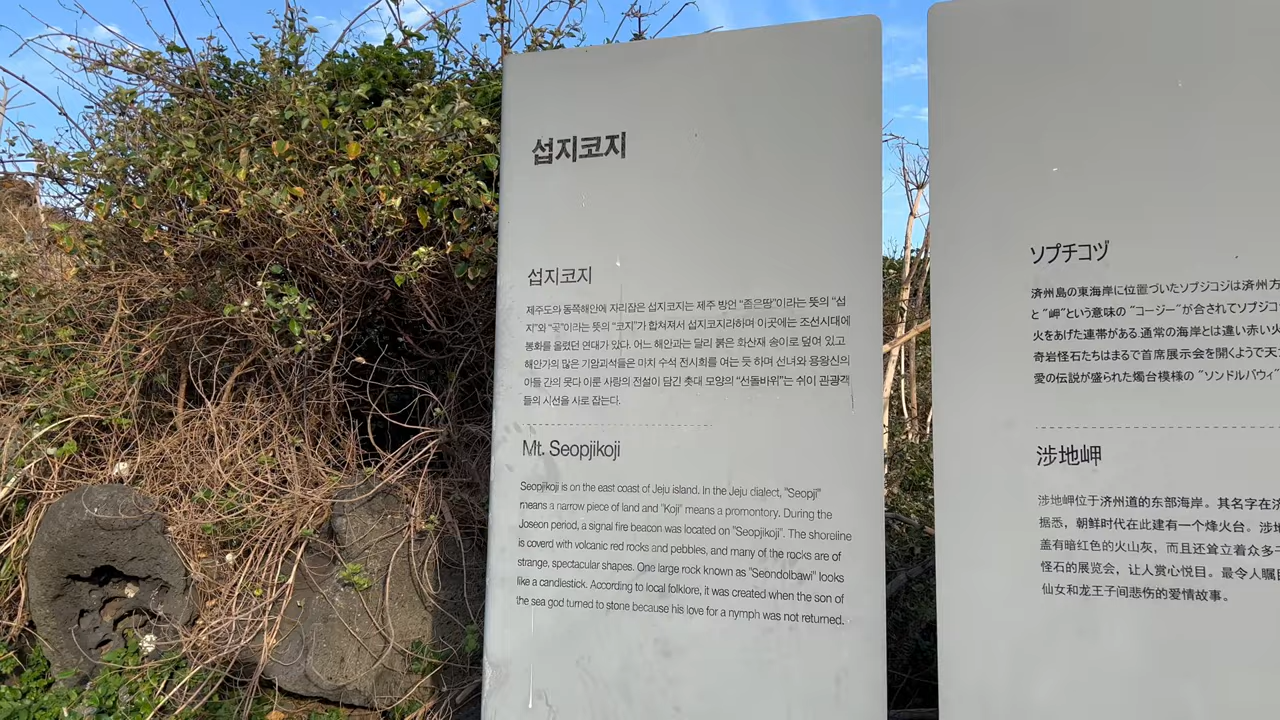 섭지코지
섭지코지
제주도와 동쪽해안에 자리잡은 섭지코지는 제주 방언 "좁은땅"이라는 뜻의 "섭
지"와 "곶"이라는 뜻의 "코지"가 합쳐져서 섭지코지라하며 이곳에는 조선시대에
봉화를 올렸던 연대가 있다. 어느 해안과는 달리 붉은 화산재 송이로 덮여 있고
해안가의 많은 기암괴석들은 마치 수석 전시회를 여는 듯 하며 선녀와 용왕신의
아들 간의 못다 이룬 사랑의 전설이 담긴 촛대 모양의 "선돌바위"는 쉬이 관광객
들의 시선을 사로 잡는다.
Mt. Seopjikoji
Seopjikoji is on the east coast of Jeju island. In the Jeju dialect, "Seopji"
means a narrow piece of land and "Koji" means a promontory. During the
Joseon period, a signal fire beacon was located on "Seopjikoji". The shoreline
is coverd with volcanic red rocks and pebbles, and many of the rocks are of
strange, spectacular shapes. One large rock known as "Seondolbawi" looks
like a candlestick. According to local folklore, it was created when the son of
the sea god turned to stone because his love for a nymph was not returned.
ソプチコヅ
済州島の東海岸に位置づいたソブジコジは済州方
と "岬"という意味の "コージー"が合されてソブジコ
火をあげた連帯がある.通常の海岸とは違い赤い火
奇岩怪石たちはまるで首席展示会を開くようで天
愛の伝説が盛られた燭台模様の "ソンドルバウィ"
涉地岬
涉地岬位于济州道的东部海岸。其名字在济
据悉，朝鲜时代在此建有一个烽火台。涉地
盖有暗红色的火山灰，而且还耸立着众多
怪石的展览会，让人赏心悦目。最令人瞩目
仙女和龙王子间悲伤的爱情故事。